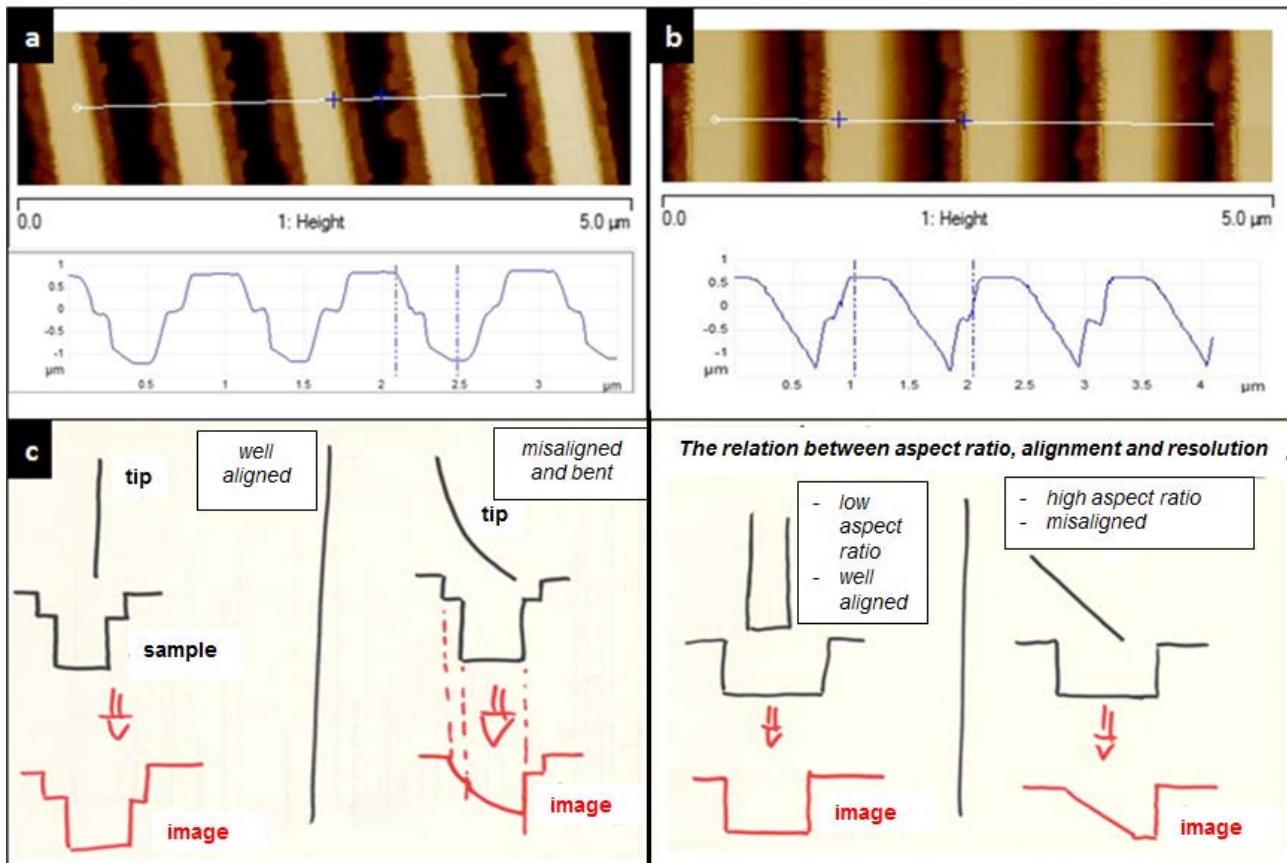 a
0.0 1: Height 5.0 µm
1
0.5
0
-0.5
-1
µm
0.5 1 1.5 2 2.5 3 µm
b
0.0 1: Height 5.0 µm
1
0.5
0
-0.5
-1
µm
0.5 1 1.5 2 2.5 3 3.5 4 µm
c
tip
well
aligned
misaligned
and bent
tip
sample
image
image
The relation between aspect ratio, alignment and resolution
- low
aspect
ratio
- well
aligned
- high aspect ratio
- misaligned
image
image